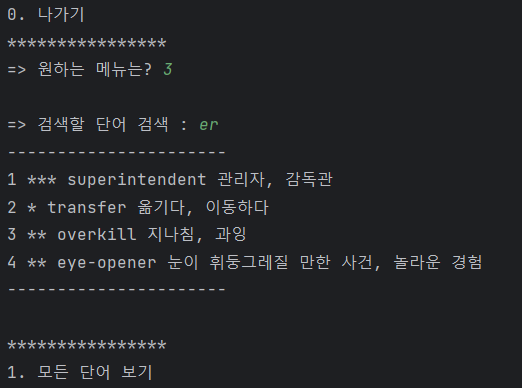 0. 나가기
****************
=> 원하는 메뉴는? 3
=> 검색할 단어 검색 : er
----------------------
1 *** superintendent 관리자, 감독관
2 * transfer 옮기다, 이동하다
3 ** overkill 지나침, 과잉
4 ** eye-opener 눈이 휘둥그레질 만한 사건, 놀라운 경험
----------------------
****************
1. 모든 단어 보기